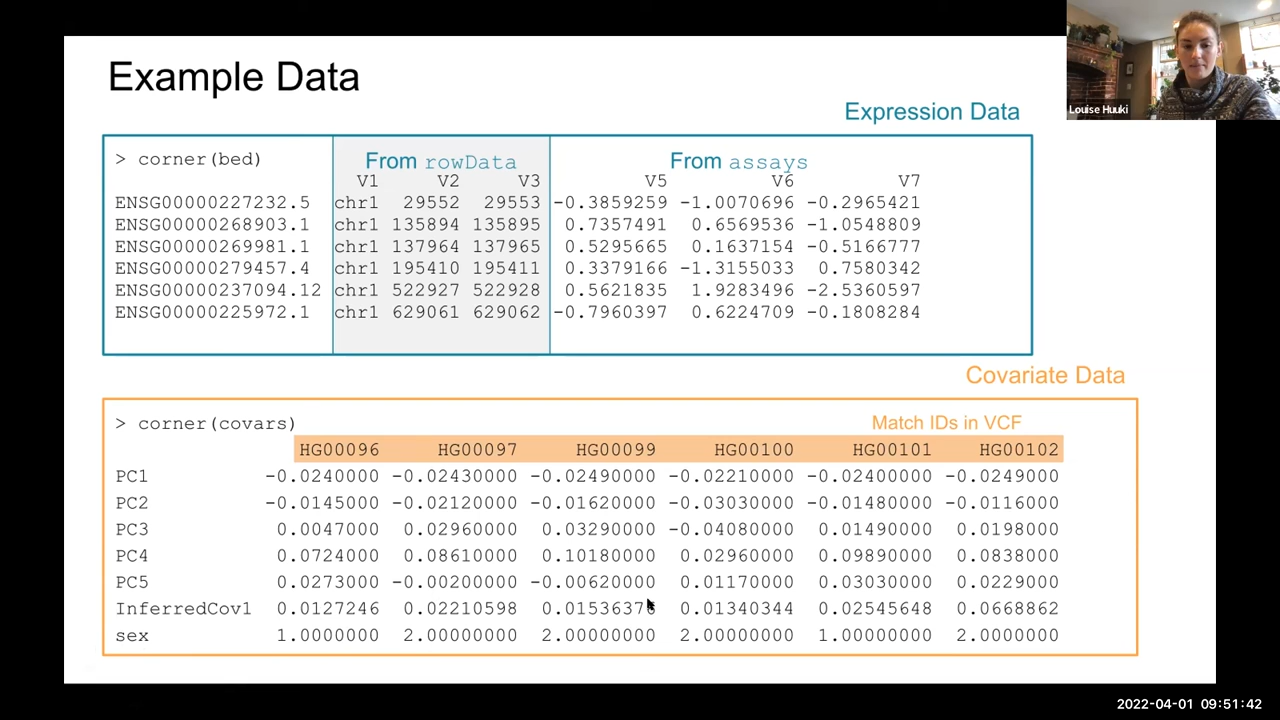 Example Data
Louise Huuki
Expression Data
> corner(bed) From rowData From assays
V1 V2 V3 V5 V6 V7
ENSG00000227232.5 chr1 29552 29553 -0.3859259 -1.0070696 -0.2965421
ENSG00000268903.1 chr1 135894 135895 0.7357491 0.6569536 -1.0548809
ENSG00000269981.1 chr1 137964 137965 0.5295665 0.1637154 -0.5166777
ENSG00000279457.4 chr1 195410 195411 0.3379166 -1.3155033 0.7580342
ENSG00000237094.12 chr1 522927 522928 0.5621835 1.9283496 -2.5360597
ENSG00000225972.1 chr1 629061 629062 -0.7960397 0.6224709 -0.1808284
Covariate Data
> corner(covars) Match IDs in VCF
HG00096 HG00097 HG00099 HG00100 HG00101 HG00102
PC1 -0.0240000 -0.02430000 -0.02490000 -0.02210000 -0.02400000 -0.0249000
PC2 -0.0145000 -0.02120000 -0.01620000 -0.03030000 -0.01480000 -0.0116000
PC3 0.0047000 0.02960000 0.03290000 -0.04080000 0.01490000 0.0198000
PC4 0.0724000 0.08610000 0.10180000 0.02960000 0.09890000 0.0838000
PC5 0.0273000 -0.00200000 -0.00620000 0.01170000 0.03030000 0.0229000
InferredCov1 0.0127246 0.02210598 0.01536376 0.01340344 0.02545648 0.0668862
sex 1.0000000 2.00000000 2.00000000 2.00000000 1.00000000 2.0000000
2022-04-01 09:51:42